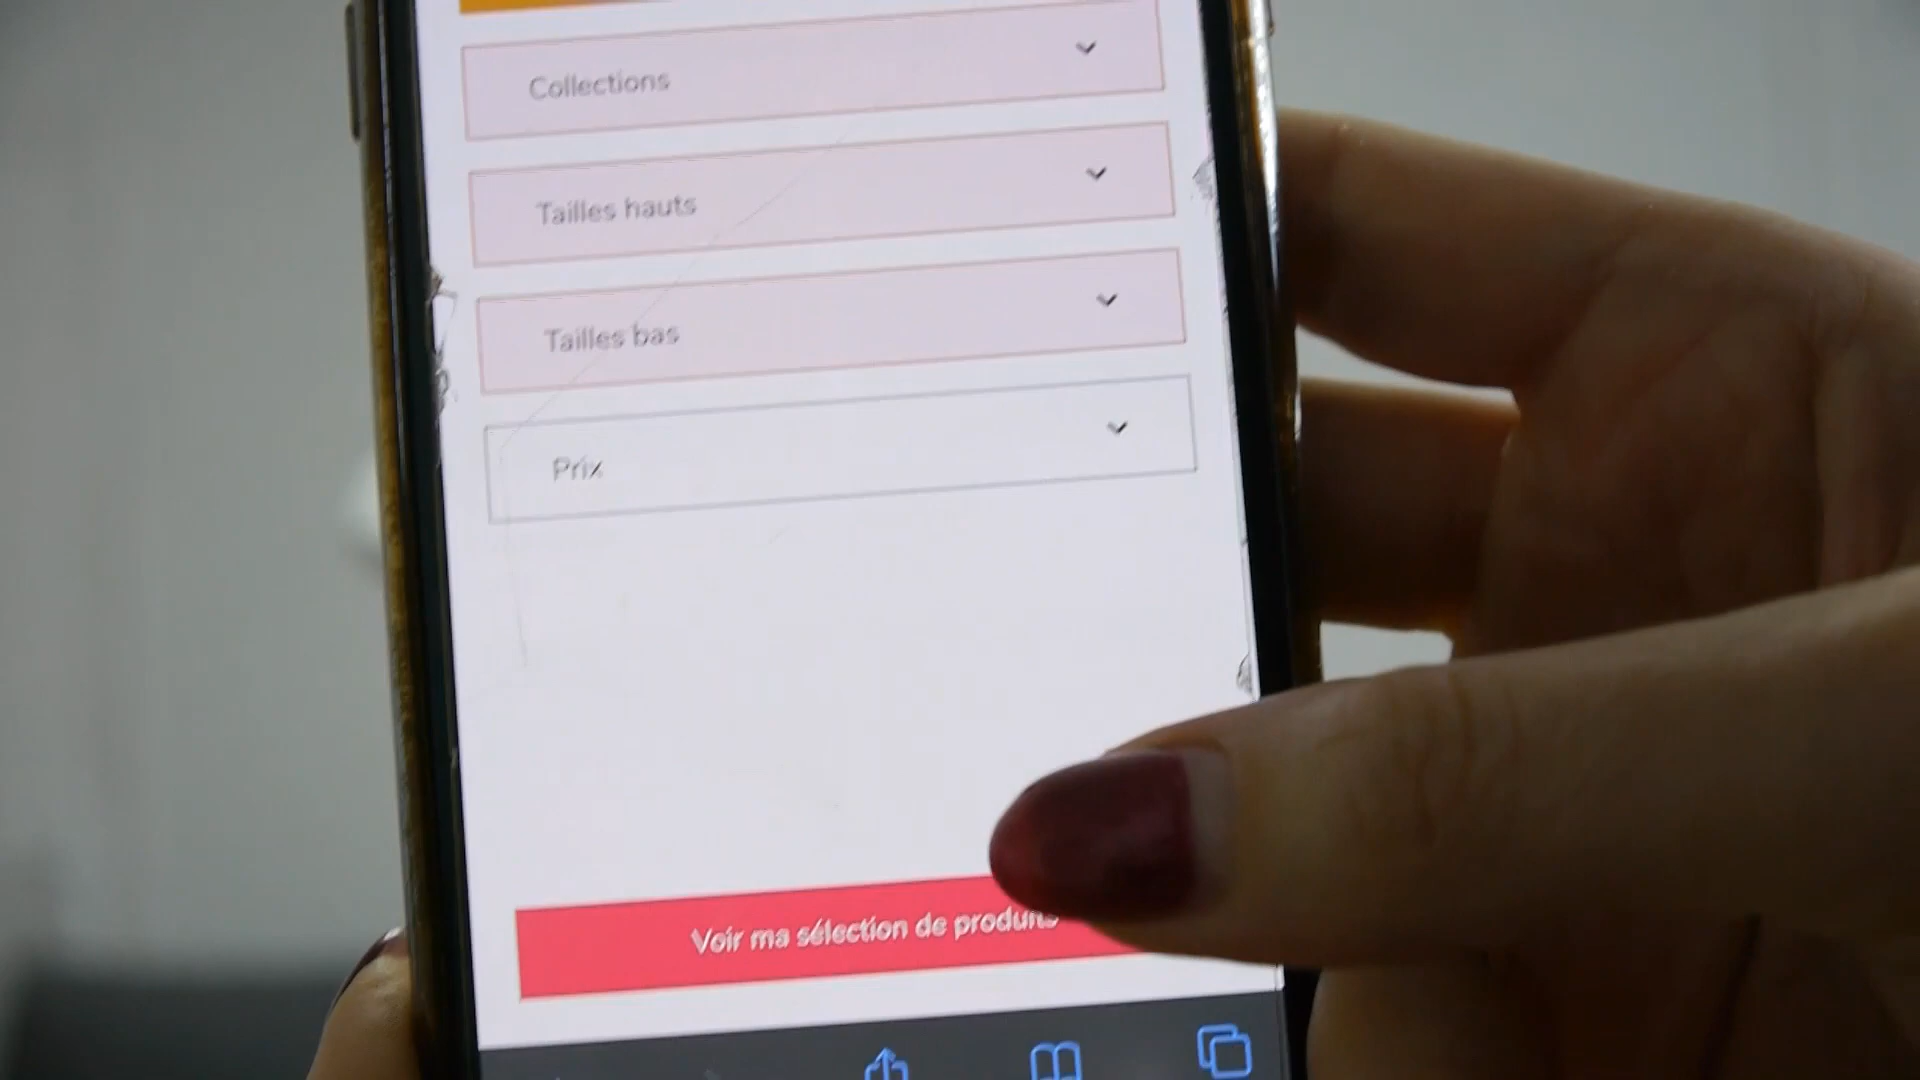 Collections
Tailles hauts
Tailles bas
Prix
Voir ma sélection de produits